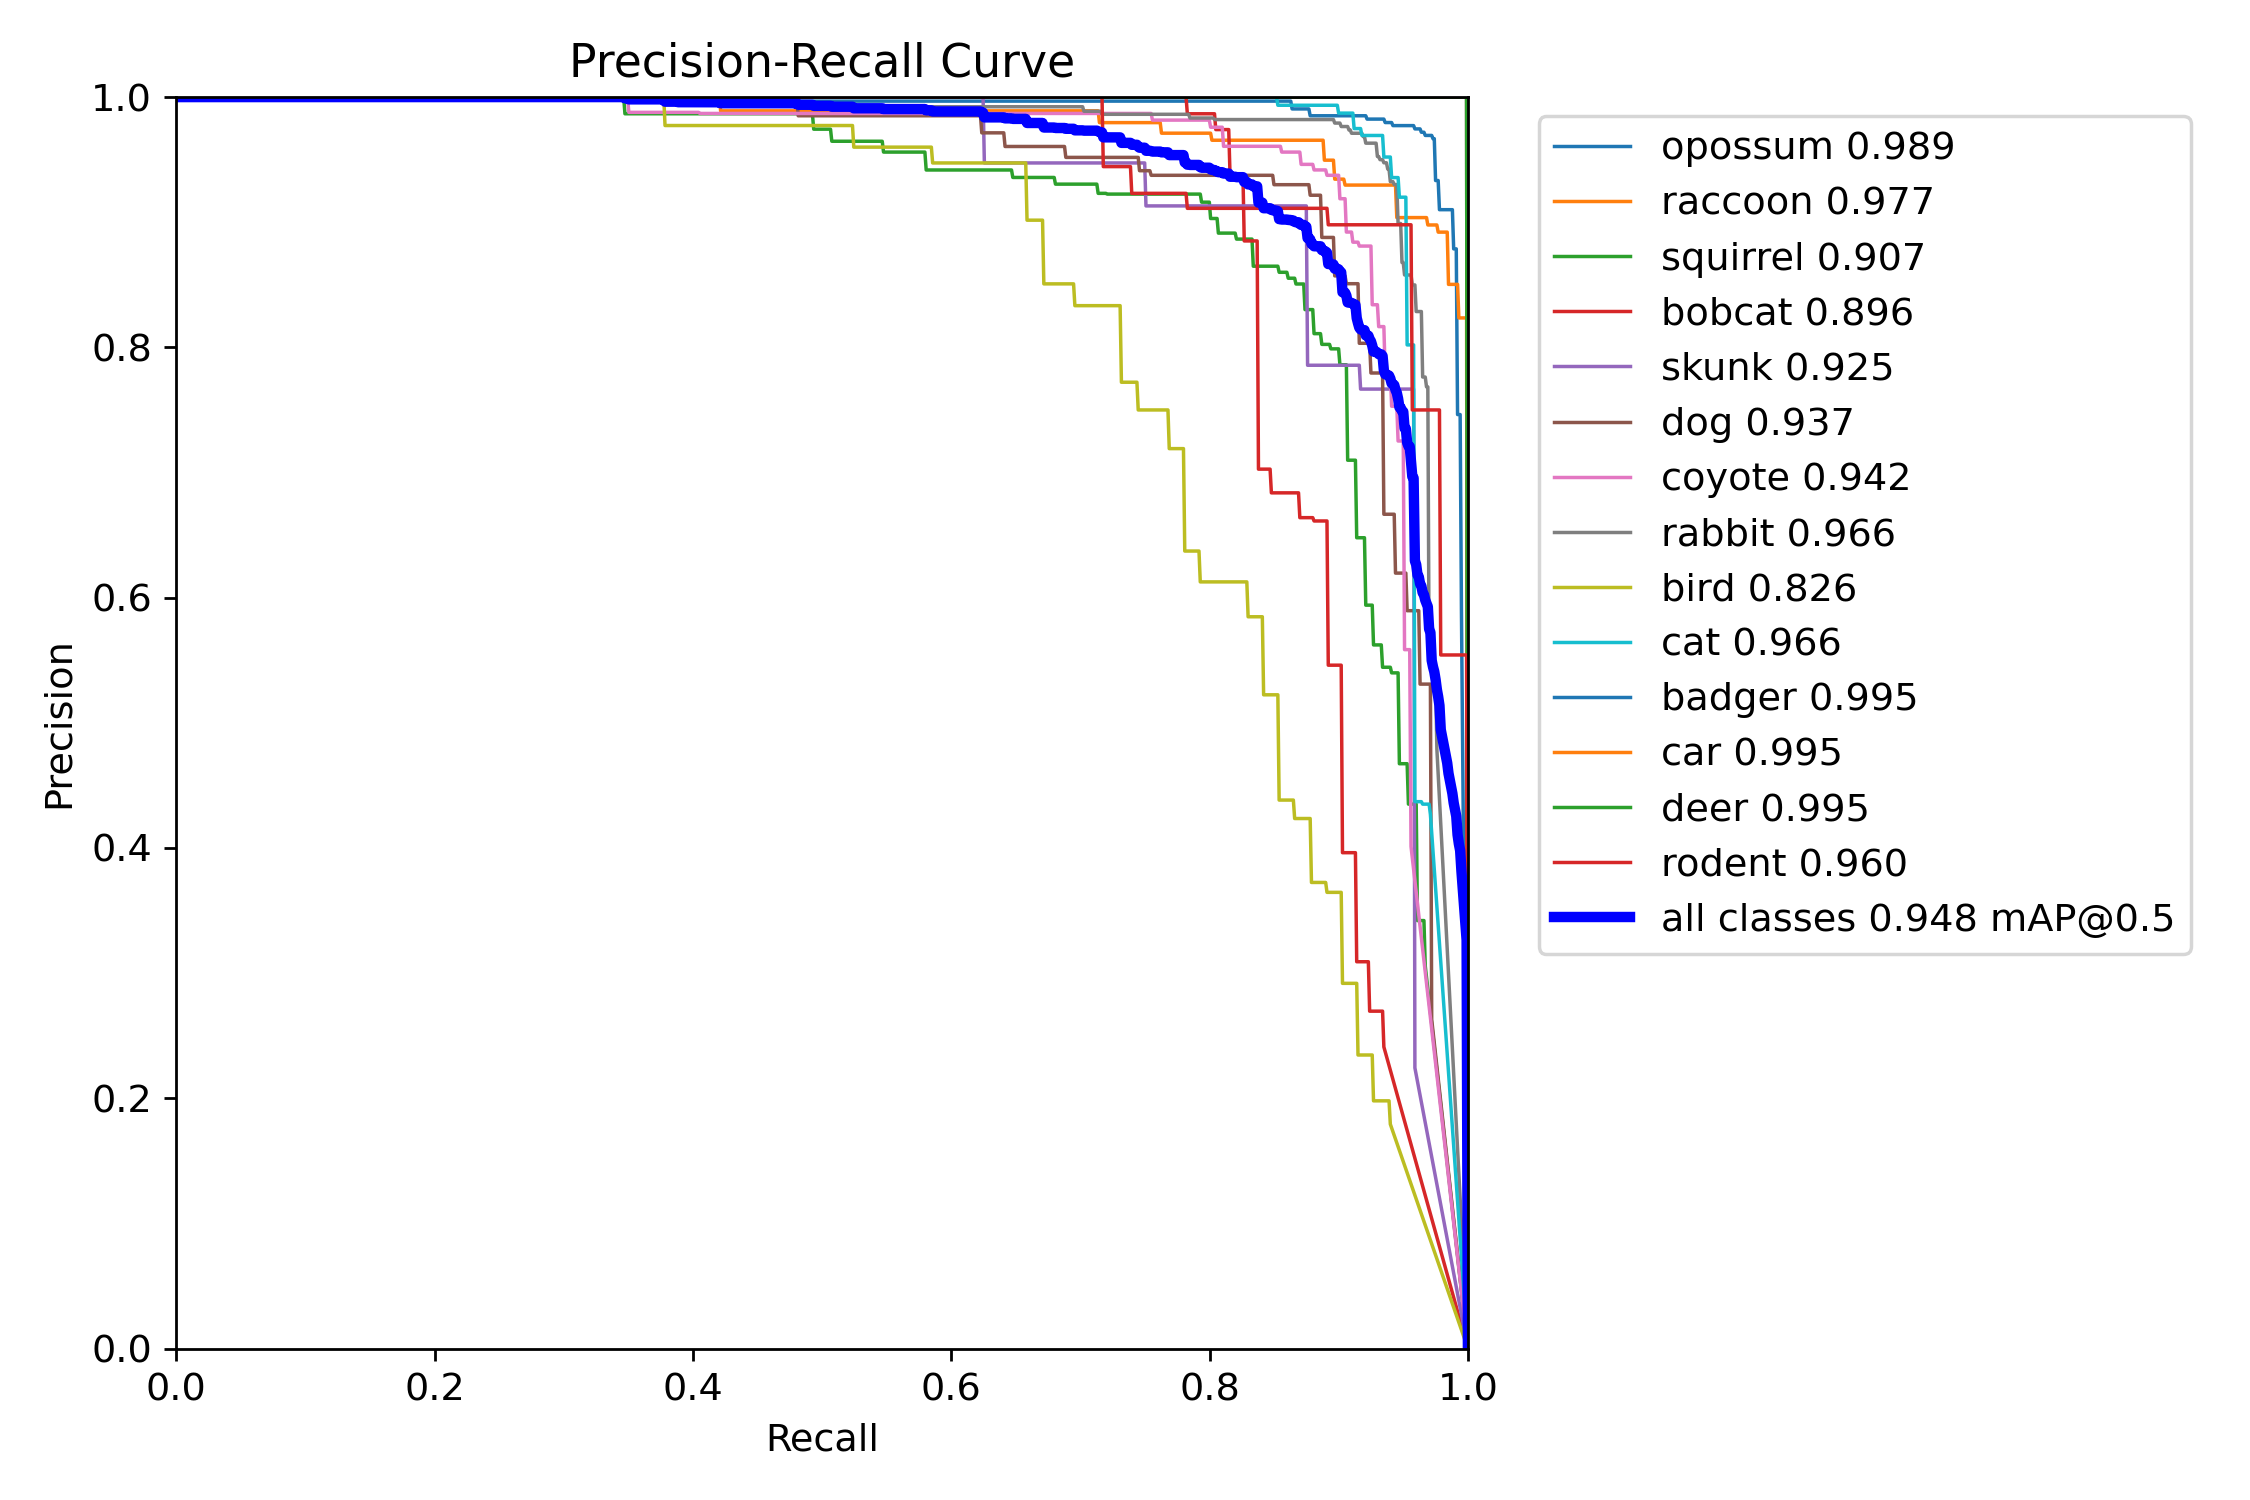 Precision-Recall Curve
1.0
0.8
0.6
0.4
0.2
0.0
Precision
0.0 0.2 0.4 0.6 0.8 1.0
Recall
opossum 0.989
raccoon 0.977
squirrel 0.907
bobcat 0.896
skunk 0.925
dog 0.937
coyote 0.942
rabbit 0.966
bird 0.826
cat 0.966
badger 0.995
car 0.995
deer 0.995
rodent 0.960
all classes 0.948 mAP@0.5